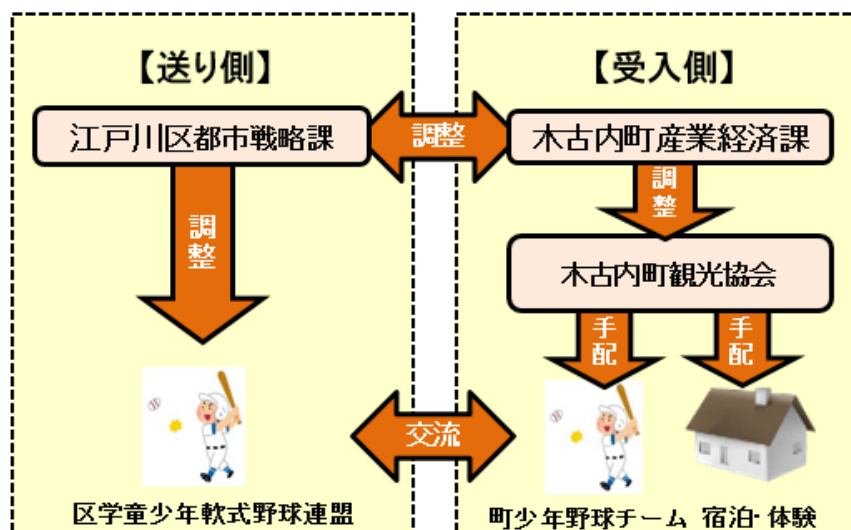 【送り側】
江戸川区都市戦略課
調整
区学童少年軟式野球連盟
調整
交流
【受入側】
木古内町産業経済課
調整
木古内町観光協会
手配
手配
町少年野球チーム 宿泊・体験